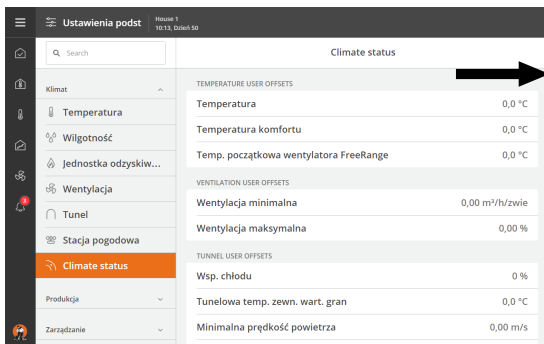 Ustawienia podst
House 1
10:13, Dzień 50
Search
Climate status
Klimat
Temperatura
Wilgotność
Jednostka odzyskiw...
Wentylacja
Tunel
Stacja pogodowa
Climate status
Produkcja
Zarządzanie
3
TEMPERATURE USER OFFSETS
Temperatura 0,0 °C
Temperatura komfortu 0,0 °C
Temp. początkowa wentylatora FreeRange 0,0 °C
VENTILATION USER OFFSETS
Wentylacja minimalna 0,00 m³/h/zwie
Wentylacja maksymalna 0,00 %
TUNNEL USER OFFSETS
Wsp. chłodu 0 %
Tunelowa temp. zewn. wart. gran 0,0 °C
Minimalna prędkość powietrza 0,00 m/s